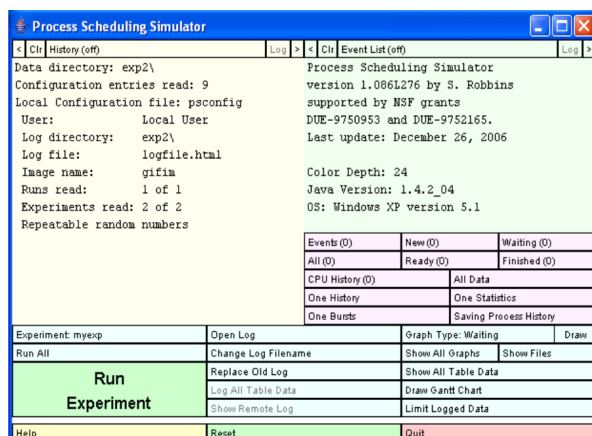 Process Scheduling Simulator
< Clr History (off) Log > < Clr Event List (off) Log >
Data directory: exp2\
Configuration entries read: 9
Local Configuration file: psconfig
User: Local User
Log directory: exp2\
Log file: logfile.html
Image name: gifim
Runs read: 1 of 1
Experiments read: 2 of 2
Repeatable random numbers
Process Scheduling Simulator
version 1.086L276 by S. Robbins
supported by NSF grants
DUE-9750953 and DUE-9752165.
Last update: December 26, 2006
Color Depth: 24
Java Version: 1.4.2_04
OS: Windows XP version 5.1
Events (0) New (0) Waiting (0)
All (0) Ready (0) Finished (0)
CPU History (0) All Data
One History One Statistics
One Bursts Saving Process History
Experiment: myexp Open Log Graph Type: Waiting Draw
Run All Change Log Filename Show All Graphs Show Files
Run Experiment
Replace Old Log Show All Table Data
Log All Table Data Draw Gantt Chart
Show Remote Log Limit Logged Data
Help Reset Quit